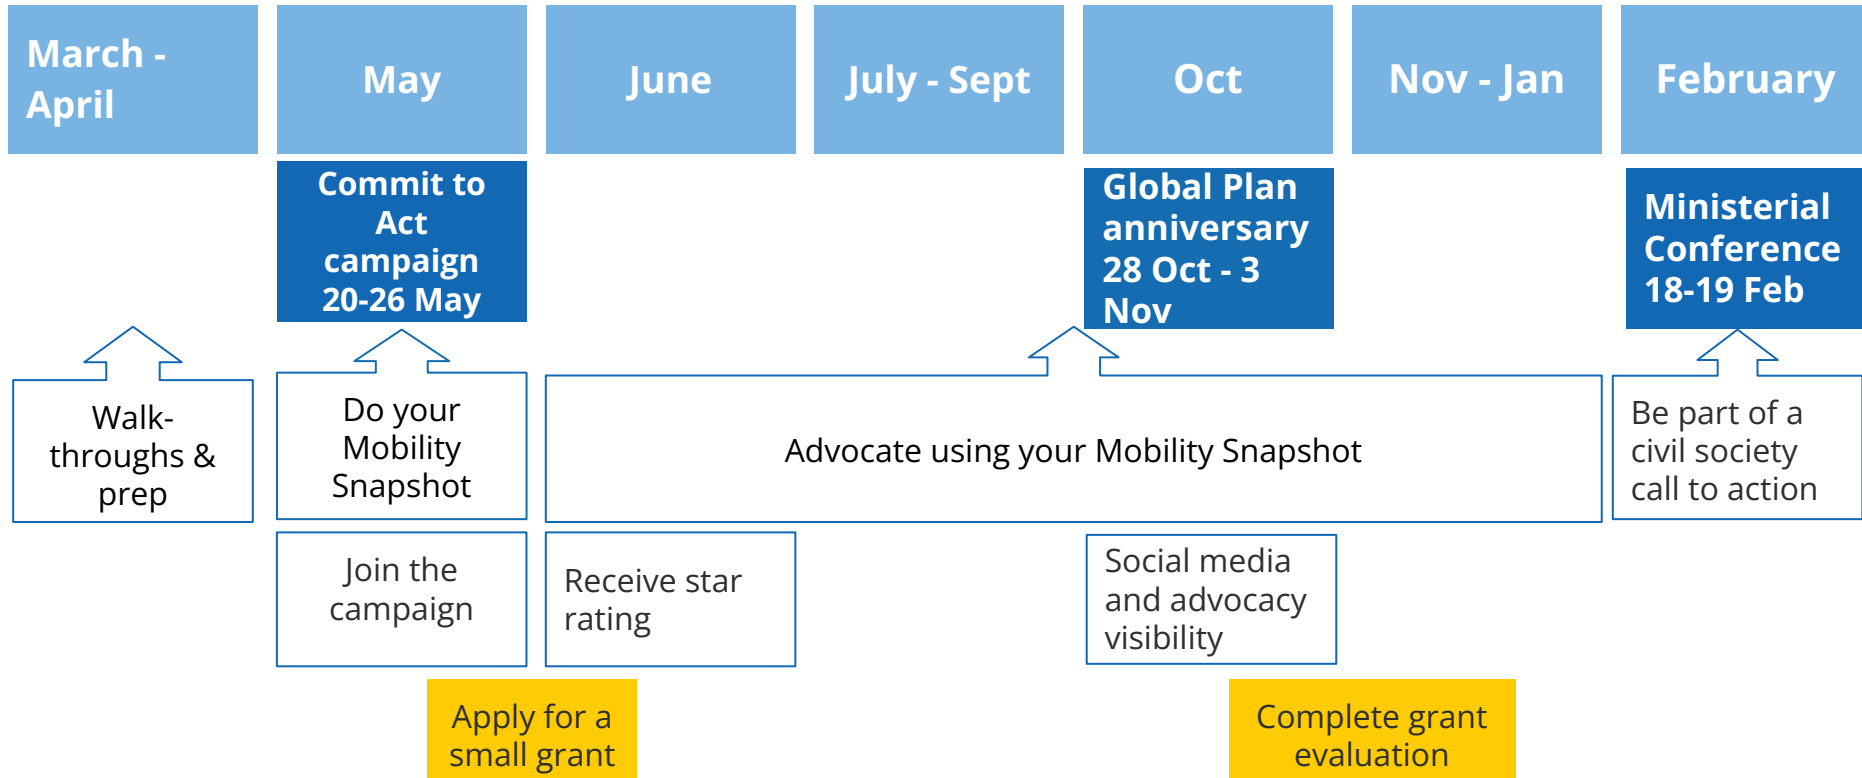 March -
April
May
June
July - Sept
Oct
Nov - Jan
February
Commit to
Act
campaign
20-26 May
Global Plan
anniversary
28 Oct - 3
Nov
Ministerial
Conference
18-19 Feb
Walk-
throughs &
prep
Do your
Mobility
Snapshot
Advocate using your Mobility Snapshot
Be part of a
civil society
call to action
Join the
campaign
Receive star
rating
Social media
and advocacy
visibility
Apply for a
small grant
Complete grant
evaluation